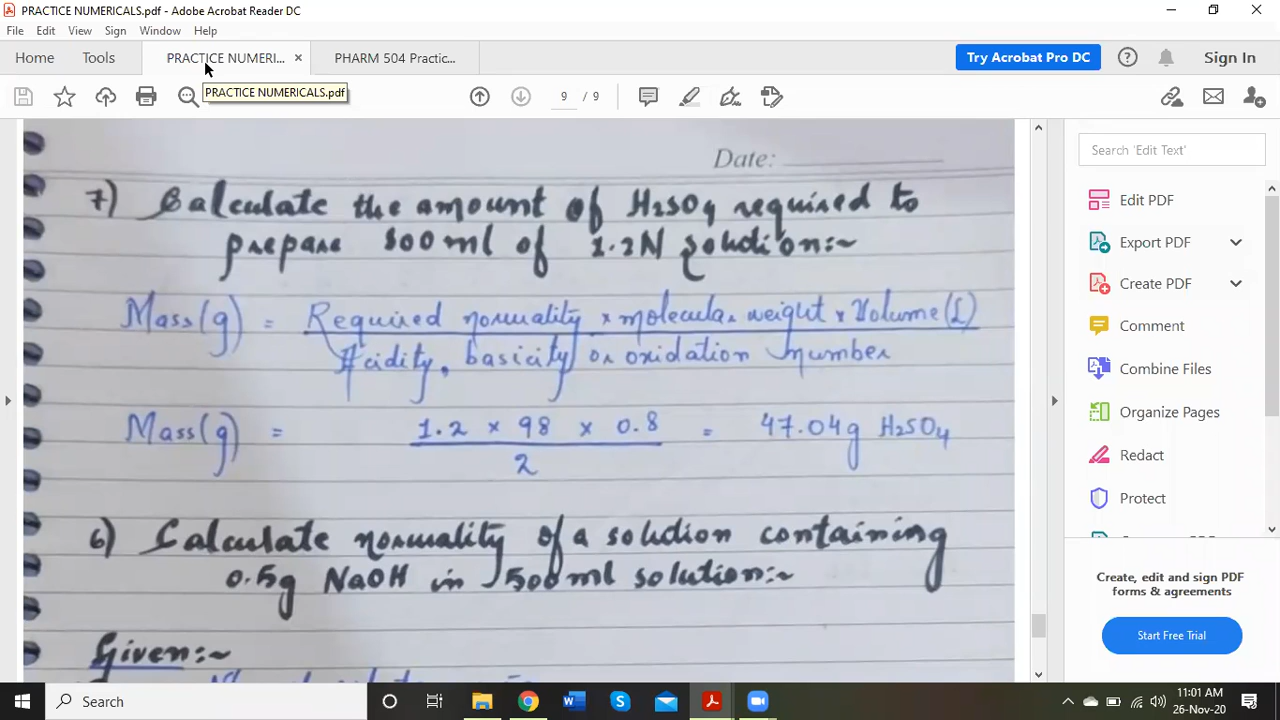 PRACTICE NUMERICALS.pdf - Adobe Acrobat Reader DC
File Edit View Sign Window Help
Home Tools PRACTICE NUMERI... × PHARM 504 Practic... Try Acrobat Pro DC Sign In
PRACTICE NUMERICALS.pdf
9 / 9
Date:
7) Calculate the amount of H2SO4 required to
prepare 800ml of 1.2N solution:~
Mass(g) = Required normality × molecular weight × Volume(L)
Acidity, basicity or oxidation number
Mass(g) = 1.2 × 98 × 0.8 = 47.04g H2SO4
2
6) Calculate normality of a solution containing
0.5g NaOH in 500ml solution:~
Given:~
Search 'Edit Text'
Edit PDF
Export PDF
Create PDF
Comment
Combine Files
Organize Pages
Redact
Protect
Create, edit and sign PDF
forms & agreements
Start Free Trial
Search
11:01 AM
26-Nov-20